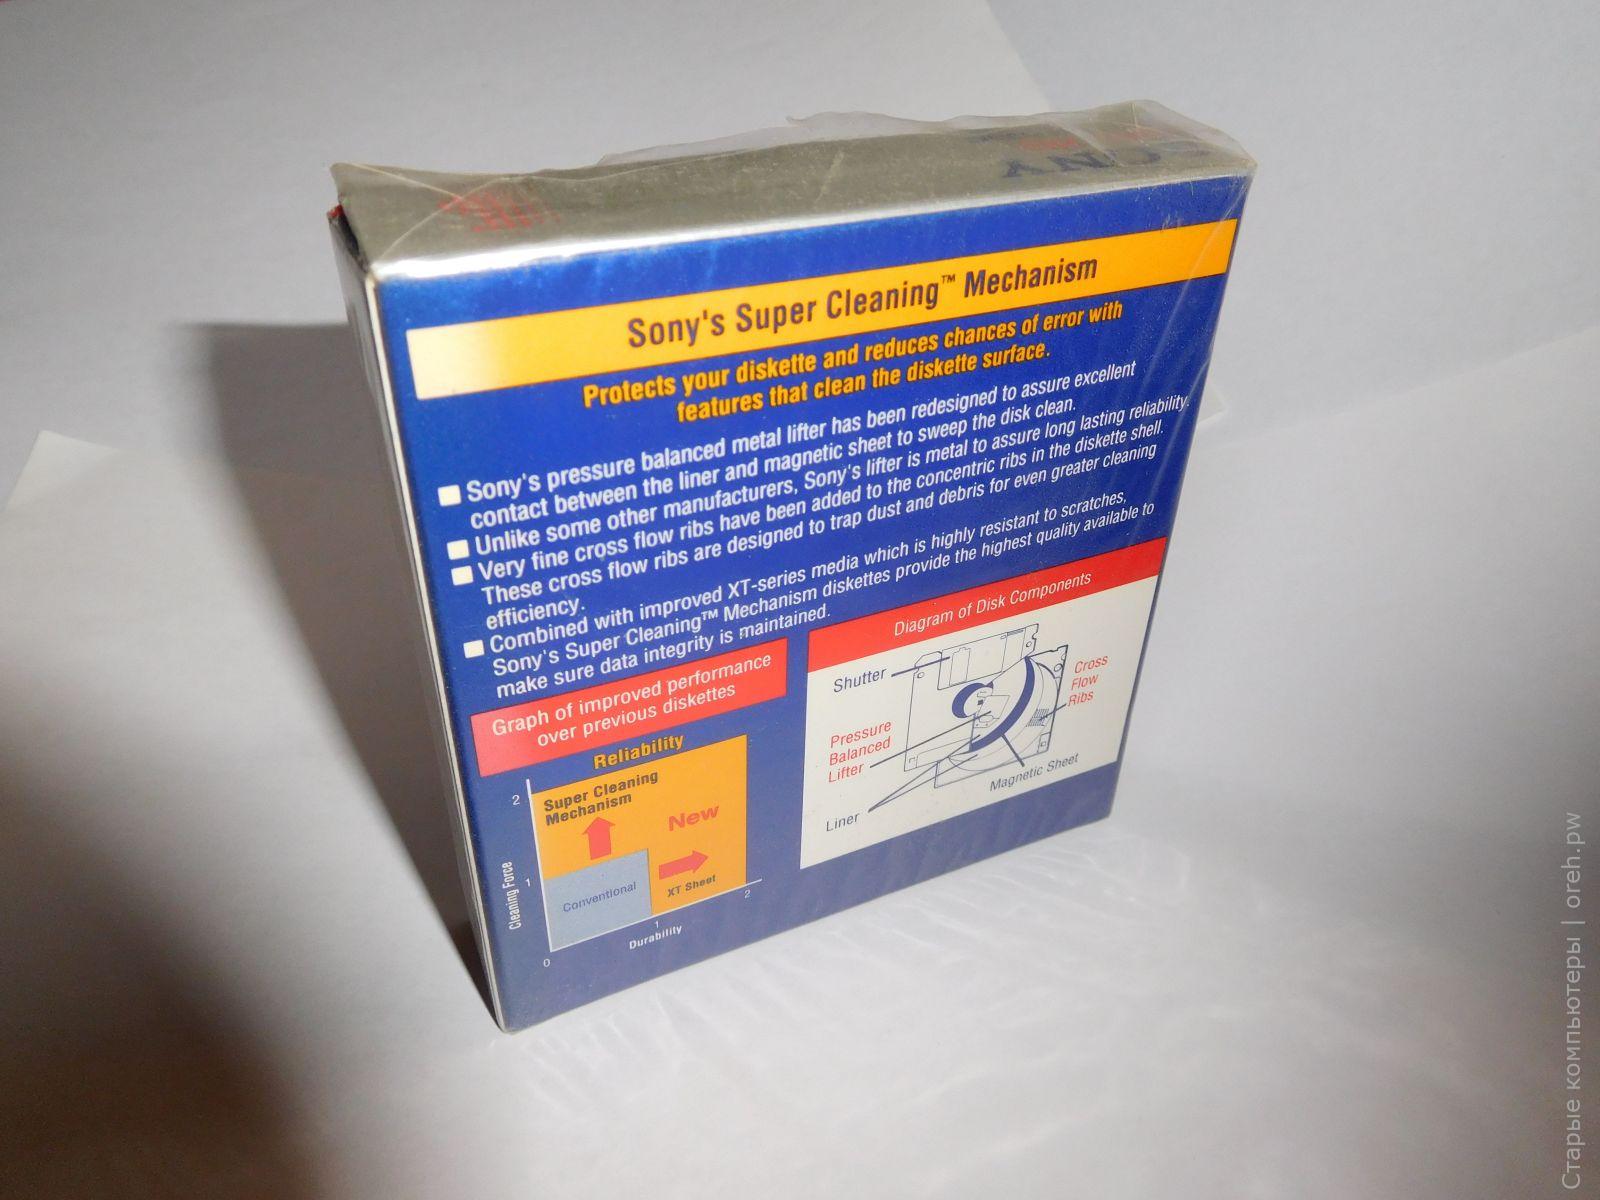 SONY
Sony's Super Cleaning™ Mechanism
Protects your diskette and reduces chances of error with
features that clean the diskette surface.
Sony's pressure balanced metal lifter has been redesigned to assure excellent
contact between the liner and magnetic sheet to sweep the disk clean.
Unlike some other manufacturers, Sony's lifter is metal to assure long lasting reliability.
Very fine cross flow ribs have been added to the concentric ribs in the diskette shell.
These cross flow ribs are designed to trap dust and debris for even greater cleaning
efficiency.
Combined with improved XT-series media which is highly resistant to scratches,
Sony's Super Cleaning™ Mechanism diskettes provide the highest quality available to
make sure data integrity is maintained.
Graph of improved performance
over previous diskettes
Reliability
2
Super Cleaning
Mechanism
New
Cleaning Force
1
Conventional
XT Sheet
1
2
Durability
0
Diagram of Disk Components
Shutter
Cross
Flow
Ribs
Pressure
Balanced
Lifter
Magnetic Sheet
Liner
Старые компьютеры | oreh.pw